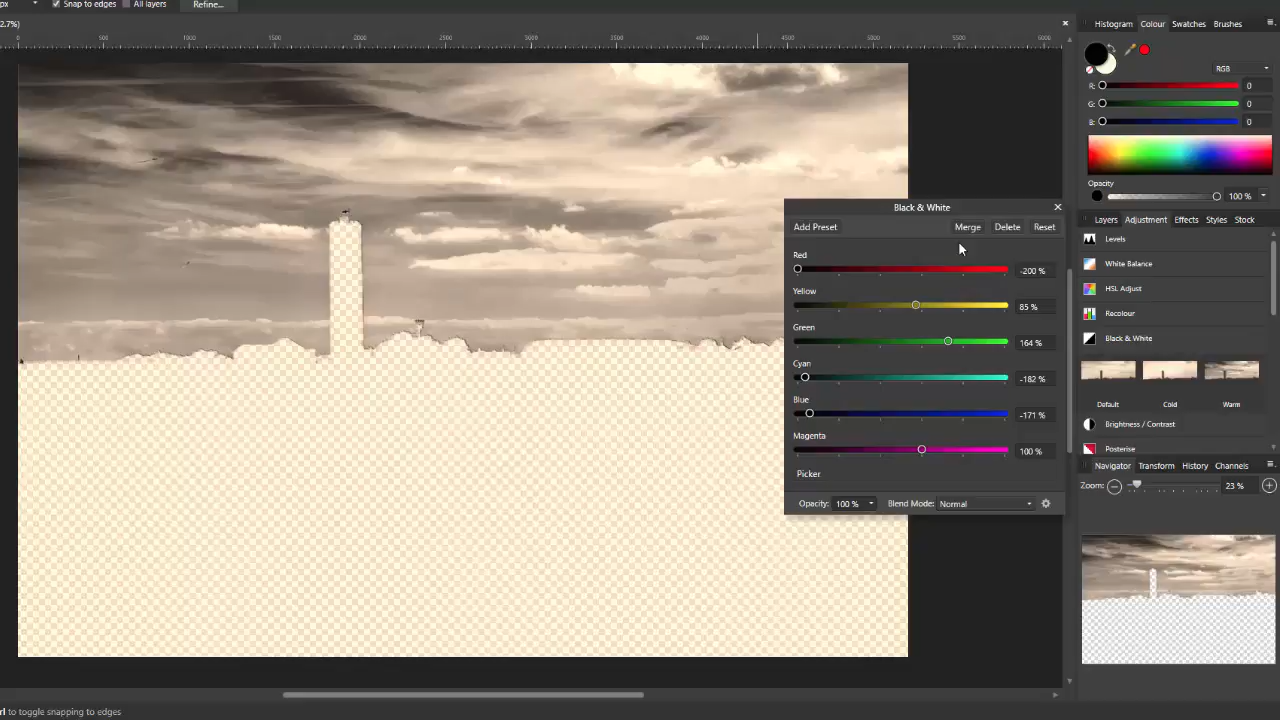 px Snap to edges All layers Refine...
2.7%)
0 500 1000 1500 2000 2500 3000 3500 4000 4500 5000 5500 6000
Histogram Colour Swatches Brushes
RGB
R: 0
G: 0
B: 0
Opacity
100 %
Layers Adjustment Effects Styles Stock
Levels
White Balance
HSL Adjust
Recolour
Black & White
Default Cold Warm
Brightness / Contrast
Posterise
Navigator Transform History Channels
Zoom: 23 %
Black & White
Add Preset Merge Delete Reset
Red
-200 %
Yellow
85 %
Green
164 %
Cyan
-182 %
Blue
-171 %
Magenta
100 %
Picker
Opacity: 100 % Blend Mode: Normal
rl to toggle snapping to edges